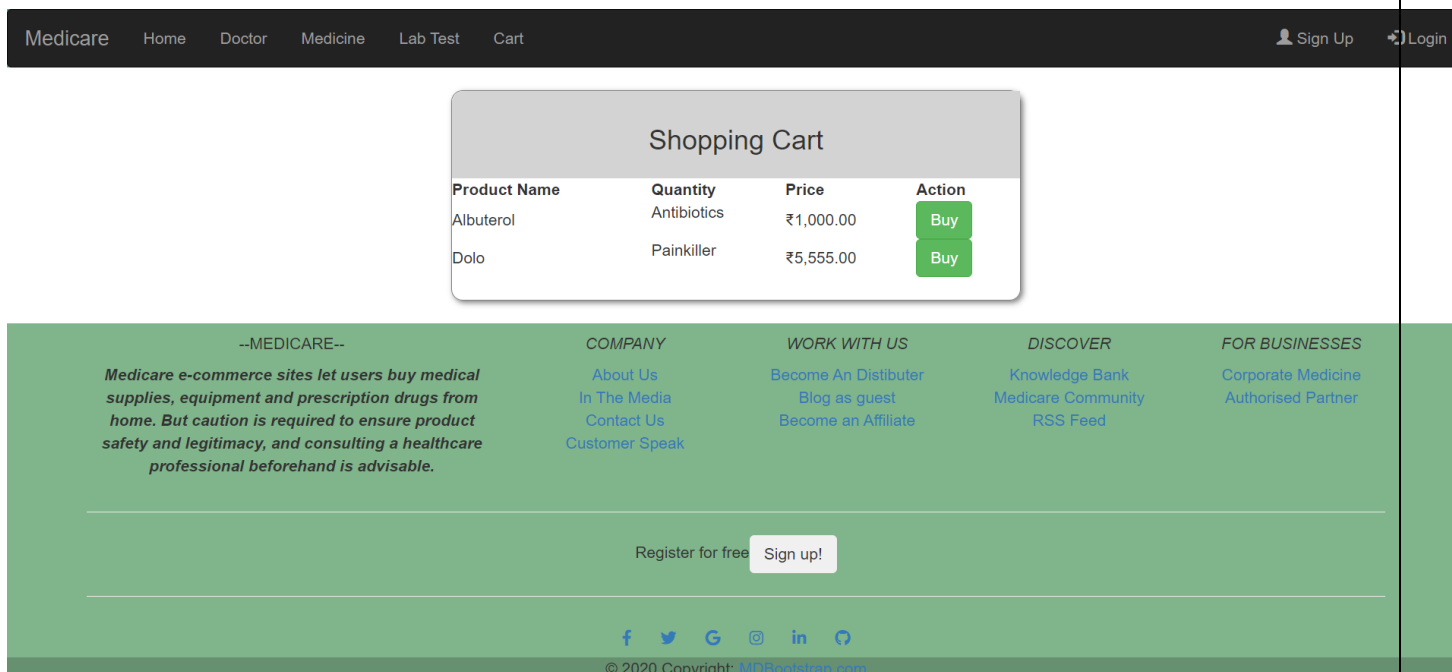 Medicare Home Doctor Medicine Lab Test Cart Sign Up Login
Shopping Cart
Product Name Quantity Price Action
Albuterol Antibiotics ₹1,000.00 Buy
Dolo Painkiller ₹5,555.00 Buy
--MEDICARE--
Medicare e-commerce sites let users buy medical
supplies, equipment and prescription drugs from
home. But caution is required to ensure product
safety and legitimacy, and consulting a healthcare
professional beforehand is advisable.
COMPANY
About Us
In The Media
Contact Us
Customer Speak
WORK WITH US
Become An Distibuter
Blog as guest
Become an Affiliate
DISCOVER
Knowledge Bank
Medicare Community
RSS Feed
FOR BUSINESSES
Corporate Medicine
Authorised Partner
Register for free Sign up!
© 2020 Copyright: MDBootstrap.com